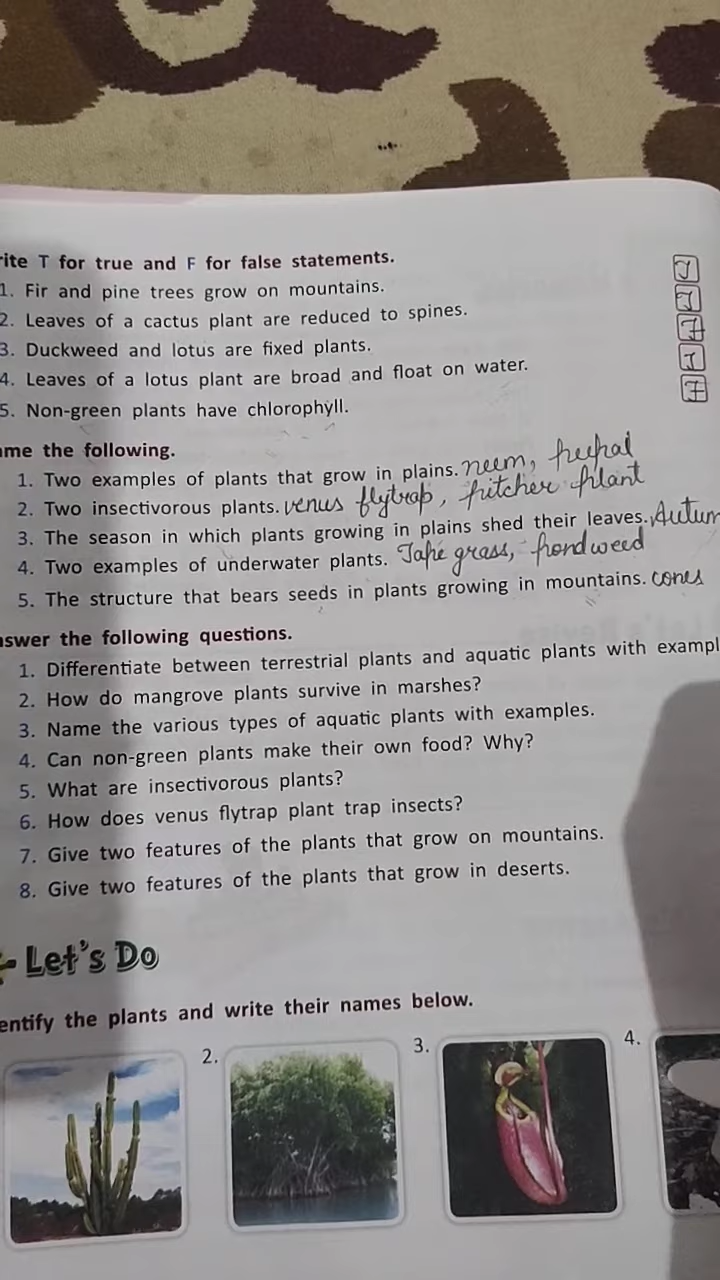 rite T for true and F for false statements.
1. Fir and pine trees grow on mountains. T
2. Leaves of a cactus plant are reduced to spines. T
3. Duckweed and lotus are fixed plants. F
4. Leaves of a lotus plant are broad and float on water. T
5. Non-green plants have chlorophyll. F
me the following.
1. Two examples of plants that grow in plains. neem, peepal
2. Two insectivorous plants. venus flytrap, pitcher plant
3. The season in which plants growing in plains shed their leaves. Autum
4. Two examples of underwater plants. Tape grass, pondweed
5. The structure that bears seeds in plants growing in mountains. cones
nswer the following questions.
1. Differentiate between terrestrial plants and aquatic plants with exampl
2. How do mangrove plants survive in marshes?
3. Name the various types of aquatic plants with examples.
4. Can non-green plants make their own food? Why?
5. What are insectivorous plants?
6. How does venus flytrap plant trap insects?
7. Give two features of the plants that grow on mountains.
8. Give two features of the plants that grow in deserts.
Let's Do
entify the plants and write their names below.
2. 3. 4.